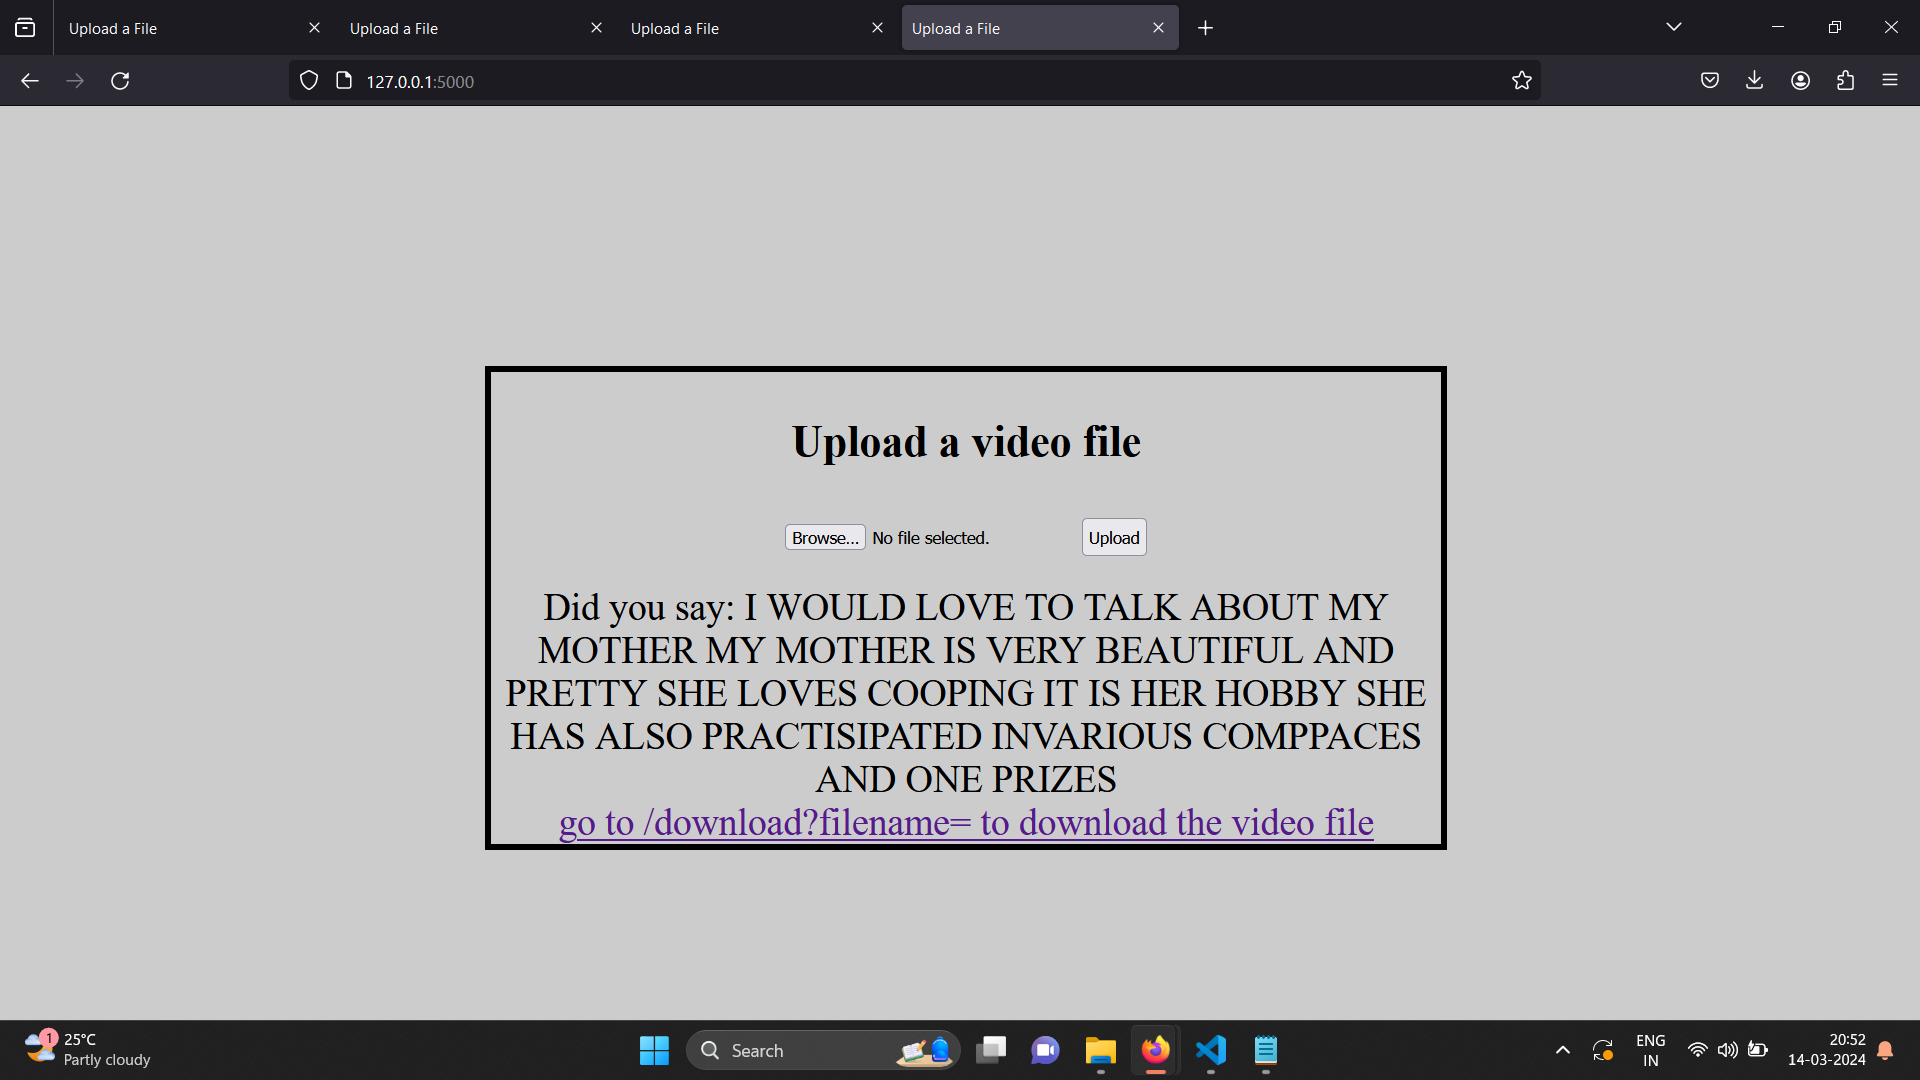 Upload a File
Upload a File
Upload a File
Upload a File
127.0.0.1:5000
Upload a video file
Browse... No file selected.
Upload
Did you say: I WOULD LOVE TO TALK ABOUT MY
MOTHER MY MOTHER IS VERY BEAUTIFUL AND
PRETTY SHE LOVES COOPING IT IS HER HOBBY SHE
HAS ALSO PRACTISIPATED INVARIOUS COMPPACES
AND ONE PRIZES
go to /download?filename= to download the video file
1
25°C
Partly cloudy
Search
ENG
IN
20:52
14-03-2024